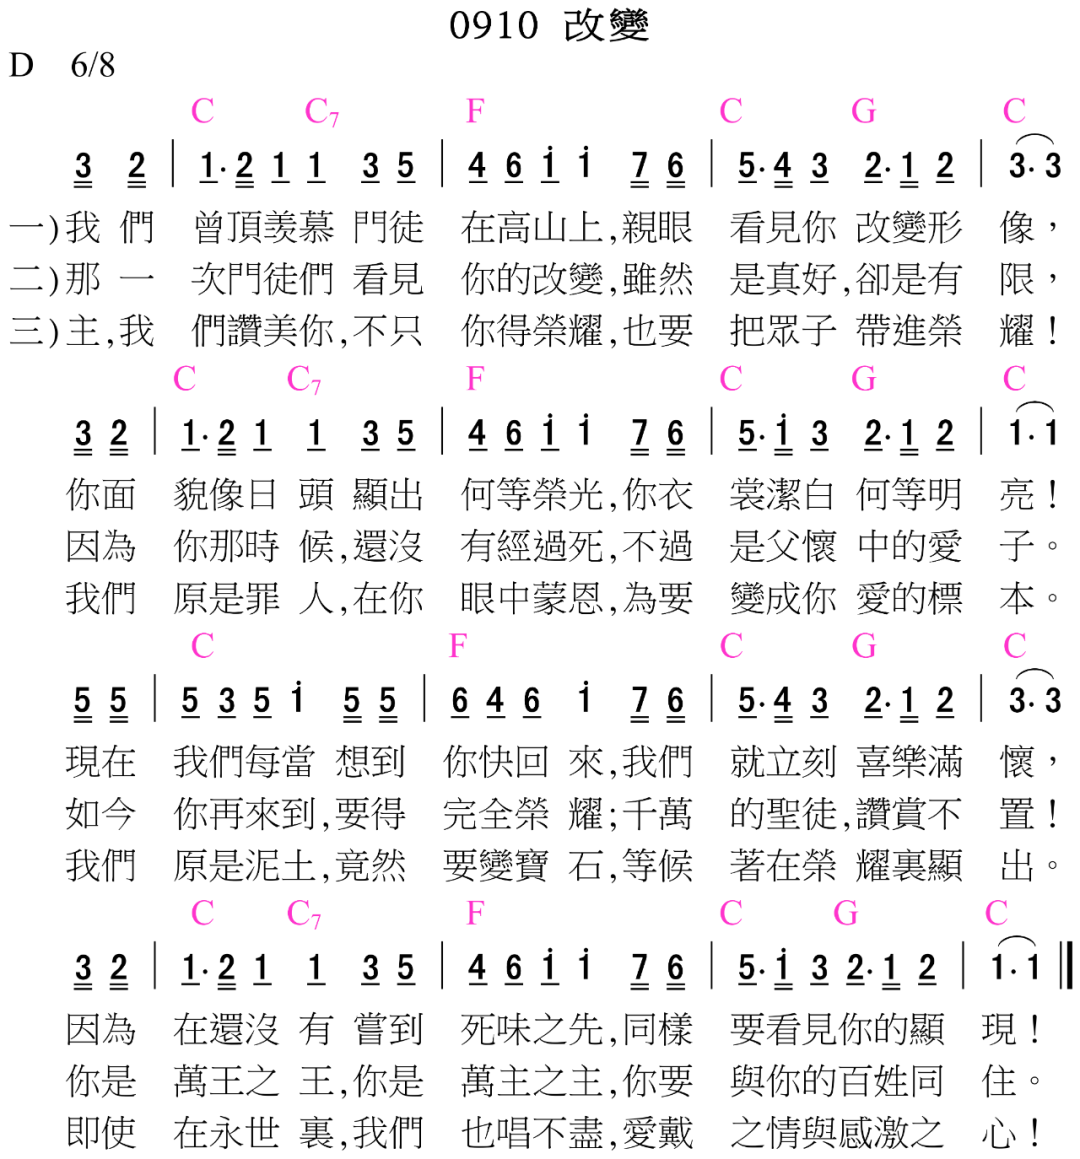 0910 改變
D 6/8
C C7 F C G C
3 2 | 1·2 1 1 3 5 | 4 6 i i 7 6 | 5·4 3 2·1 2 | 3·3
一)我們 曾頂羨慕 門徒 在高山上,親眼 看見你 改變形 像，
二)那一 次門徒們 看見 你的改變,雖然 是真好,卻是有 限，
三)主,我 們讚美你,不只 你得榮耀,也要 把眾子 帶進榮 耀！
C C7 F C G C
3 2 | 1·2 1 1 3 5 | 4 6 i i 7 6 | 5·i 3 2·1 2 | 1·1
你面 貌像日 頭 顯出 何等榮光,你衣 裳潔白 何等明 亮！
因為 你那時 候,還沒 有經過死,不過 是父懷 中的愛 子。
我們 原是罪 人,在你 眼中蒙恩,為要 變成你 愛的標 本。
C F C G C
5 5 | 5 3 5 i 5 5 | 6 4 6 i 7 6 | 5·4 3 2·1 2 | 3·3
現在 我們每當 想到 你快回 來,我們 就立刻 喜樂滿 懷，
如今 你再來到,要得 完全榮 耀;千萬 的聖徒,讚賞不 置！
我們 原是泥土,竟然 要變寶 石,等候 著在榮 耀裏顯 出。
C C7 F C G C
3 2 | 1·2 1 1 3 5 | 4 6 i i 7 6 | 5·i 3 2·1 2 | 1·1 ‖
因為 在還沒 有 嘗到 死味之先,同樣 要看見你的顯 現！
你是 萬王之 王,你是 萬主之主,你要 與你的百姓同 住。
即使 在永世 裏,我們 也唱不盡,愛戴 之情與感激之 心！